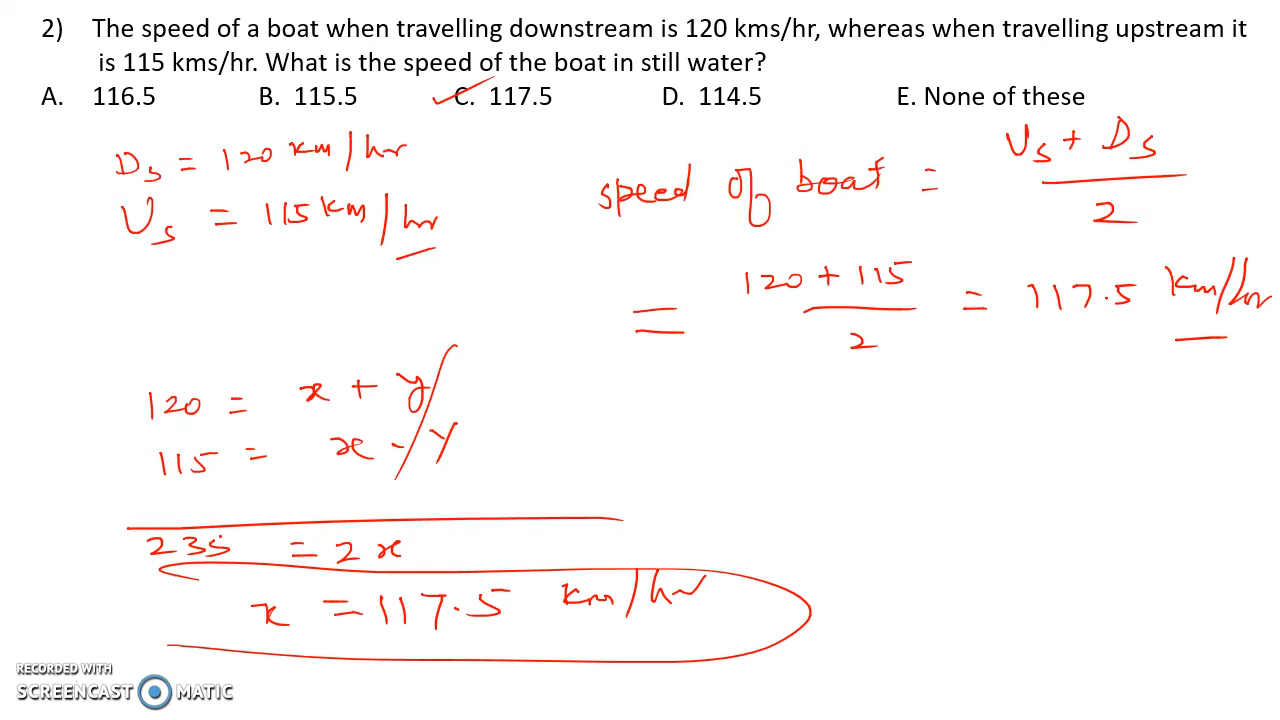 2) The speed of a boat when travelling downstream is 120 kms/hr, whereas when travelling upstream it
is 115 kms/hr. What is the speed of the boat in still water?
A. 116.5 B. 115.5 C. 117.5 D. 114.5 E. None of these
Ds = 120 km/hr
Us = 115 km/hr
speed of boat = Us + Ds / 2
= 120 + 115 / 2 = 117.5 km/hr
120 = x + y
115 = x - y
235 = 2x
x = 117.5 km/hr
RECORDED WITH
SCREENCAST MATIC